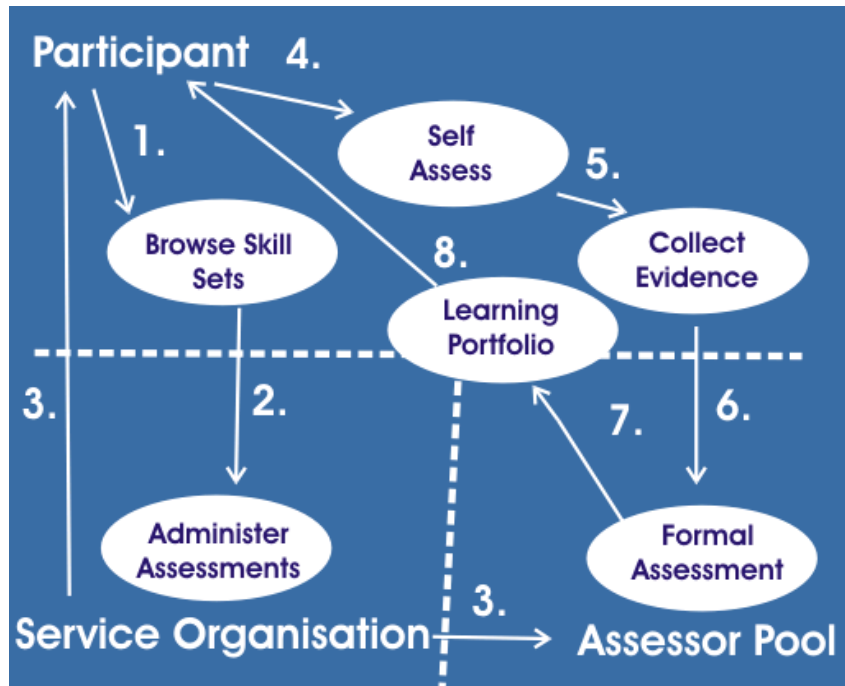 Participant
4.
1.
Self
Assess
5.
Browse Skill
Sets
8.
Collect
Evidence
Learning
Portfolio
3.
2.
7.
6.
Administer
Assessments
Formal
Assessment
3.
Service Organisation
Assessor Pool